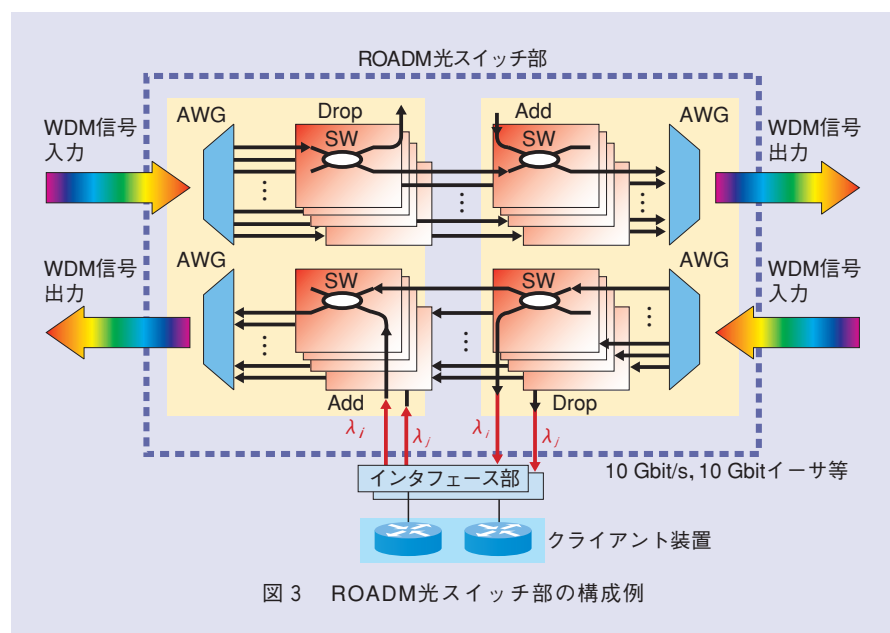 ROADM光スイッチ部
AWG
Drop
SW
Add
SW
AWG
WDM信号
入力
WDM信号
出力
AWG
SW
SW
AWG
WDM信号
出力
WDM信号
入力
Add
Drop
λi
λj
λi
λj
10 Gbit/s, 10 Gbitイーサ等
インタフェース部
クライアント装置
図3 ROADM光スイッチ部の構成例